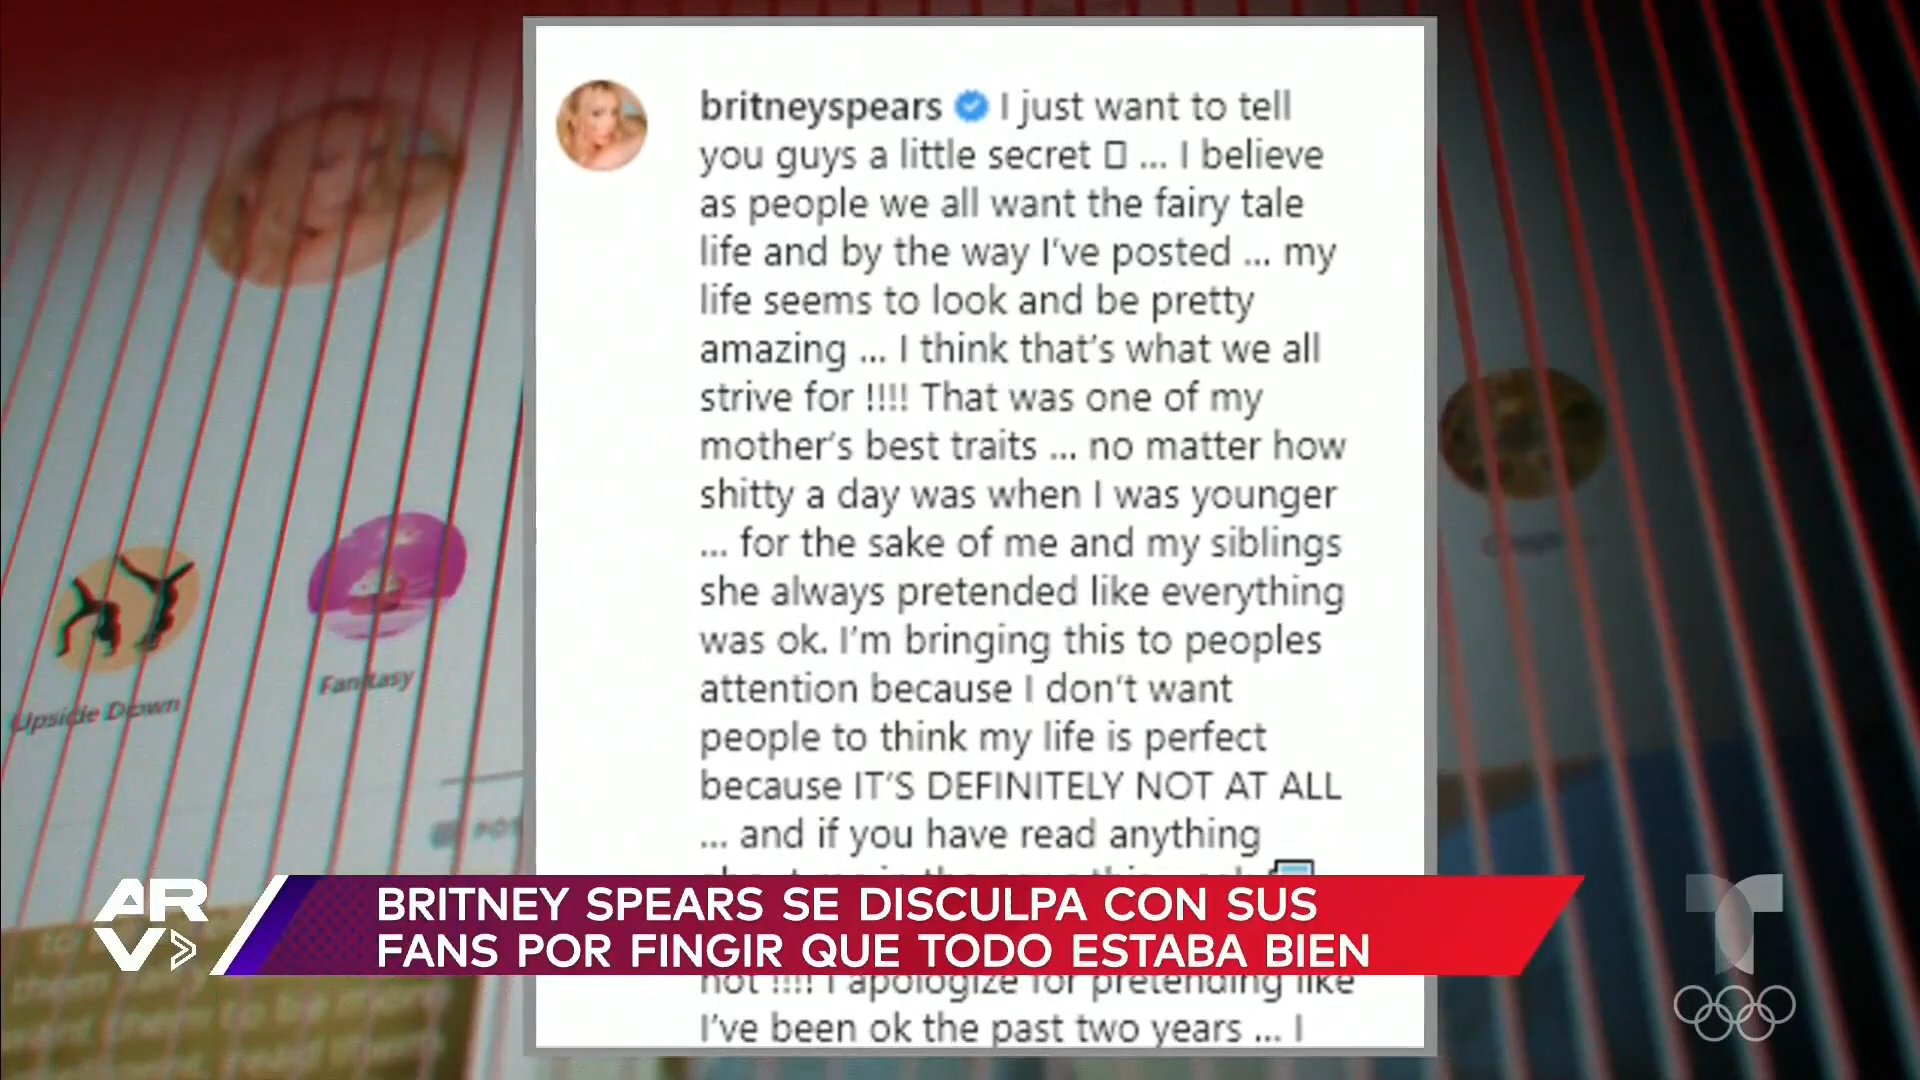 britneyspears I just want to tell
you guys a little secret ... I believe
as people we all want the fairy tale
life and by the way I've posted ... my
life seems to look and be pretty
amazing ... I think that's what we all
strive for !!!! That was one of my
mother's best traits ... no matter how
shitty a day was when I was younger
... for the sake of me and my siblings
she always pretended like everything
was ok. I'm bringing this to peoples
attention because I don't want
people to think my life is perfect
because IT'S DEFINITELY NOT AT ALL
... and if you have read anything
not !!!! I apologize for pretending like
I've been ok the past two years ... I
BRITNEY SPEARS SE DISCULPA CON SUS
FANS POR FINGIR QUE TODO ESTABA BIEN
ARV
T
Upside Down
Fantasy
to
them
to be more